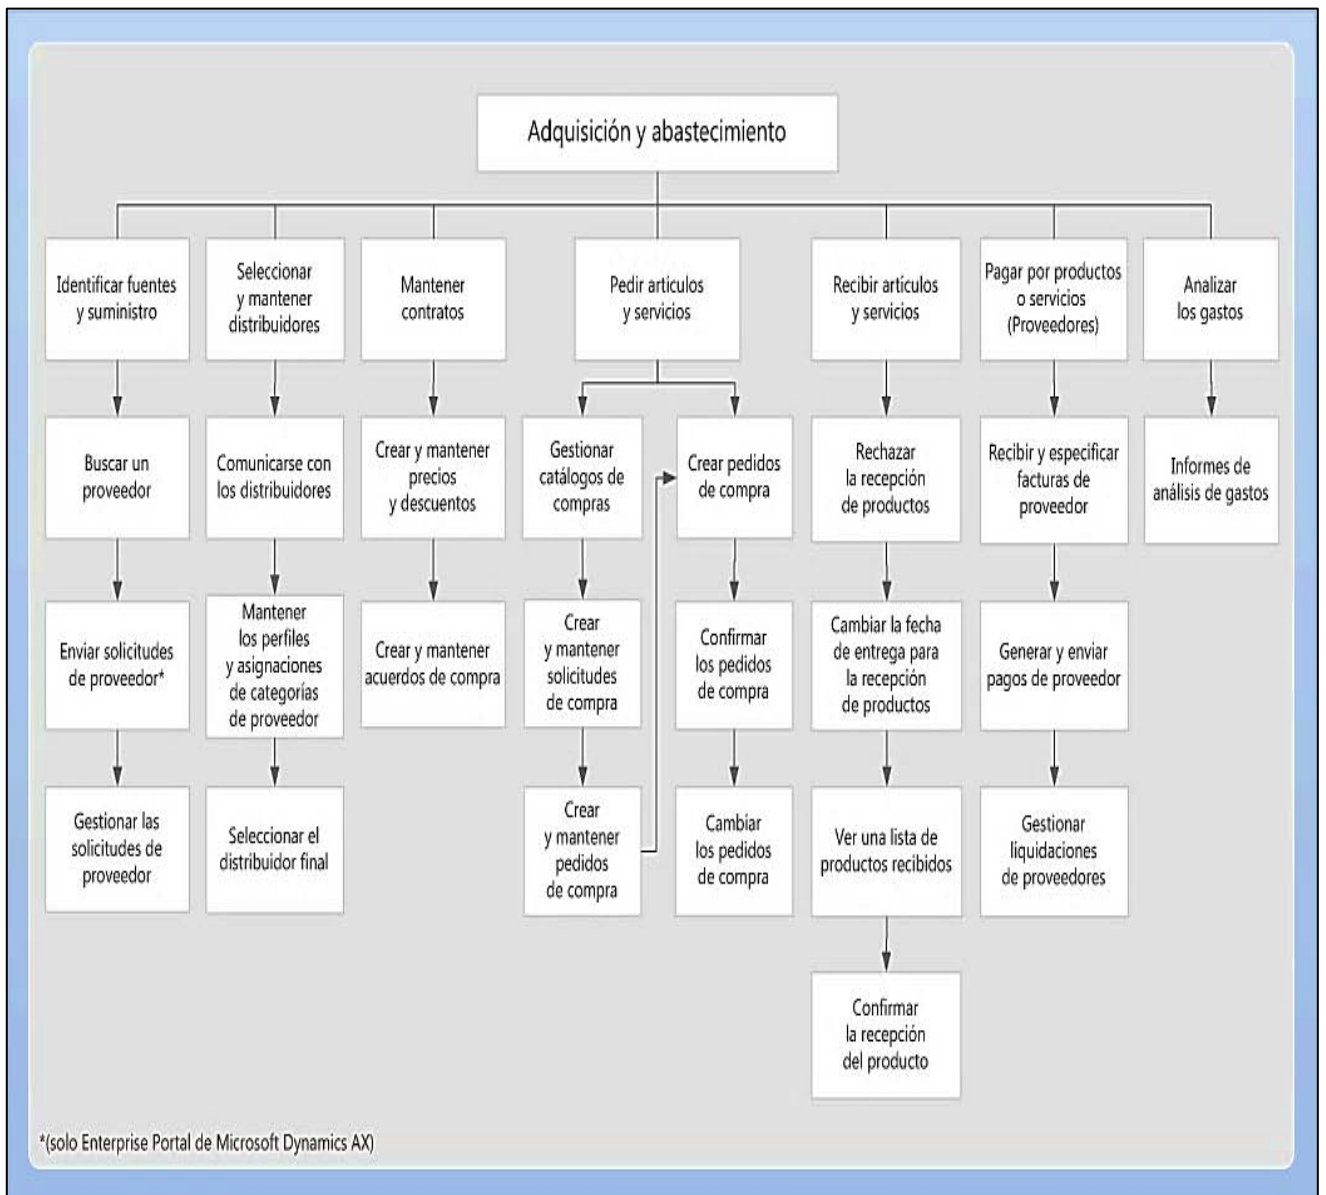 Adquisición y abastecimiento
Identificar fuentes
y suministro
Seleccionar
y mantener
distribuidores
Mantener
contratos
Pedir artículos
y servicios
Recibir artículos
y servicios
Pagar por productos
o servicios
(Proveedores)
Analizar
los gastos
Buscar un
proveedor
Comunicarse con
los distribuidores
Crear y mantener
precios
y descuentos
Gestionar
catálogos de
compras
Crear pedidos
de compra
Rechazar
la recepción
de productos
Recibir y especificar
facturas de
proveedor
Informes de
análisis de gastos
Enviar solicitudes
de proveedor*
Mantener
los perfiles
y asignaciones
de categorías
de proveedor
Crear y mantener
acuerdos de compra
Crear
y mantener
solicitudes
de compra
Confirmar
los pedidos
de compra
Cambiar la fecha
de entrega para
la recepción
de productos
Generar y enviar
pagos de proveedor
Gestionar las
solicitudes de
proveedor
Seleccionar el
distribuidor final
Crear
y mantener
pedidos
de compra
Cambiar
los pedidos
de compra
Ver una lista de
productos recibidos
Gestionar
liquidaciones
de proveedores
Confirmar
la recepción
del producto
*(solo Enterprise Portal de Microsoft Dynamics AX)